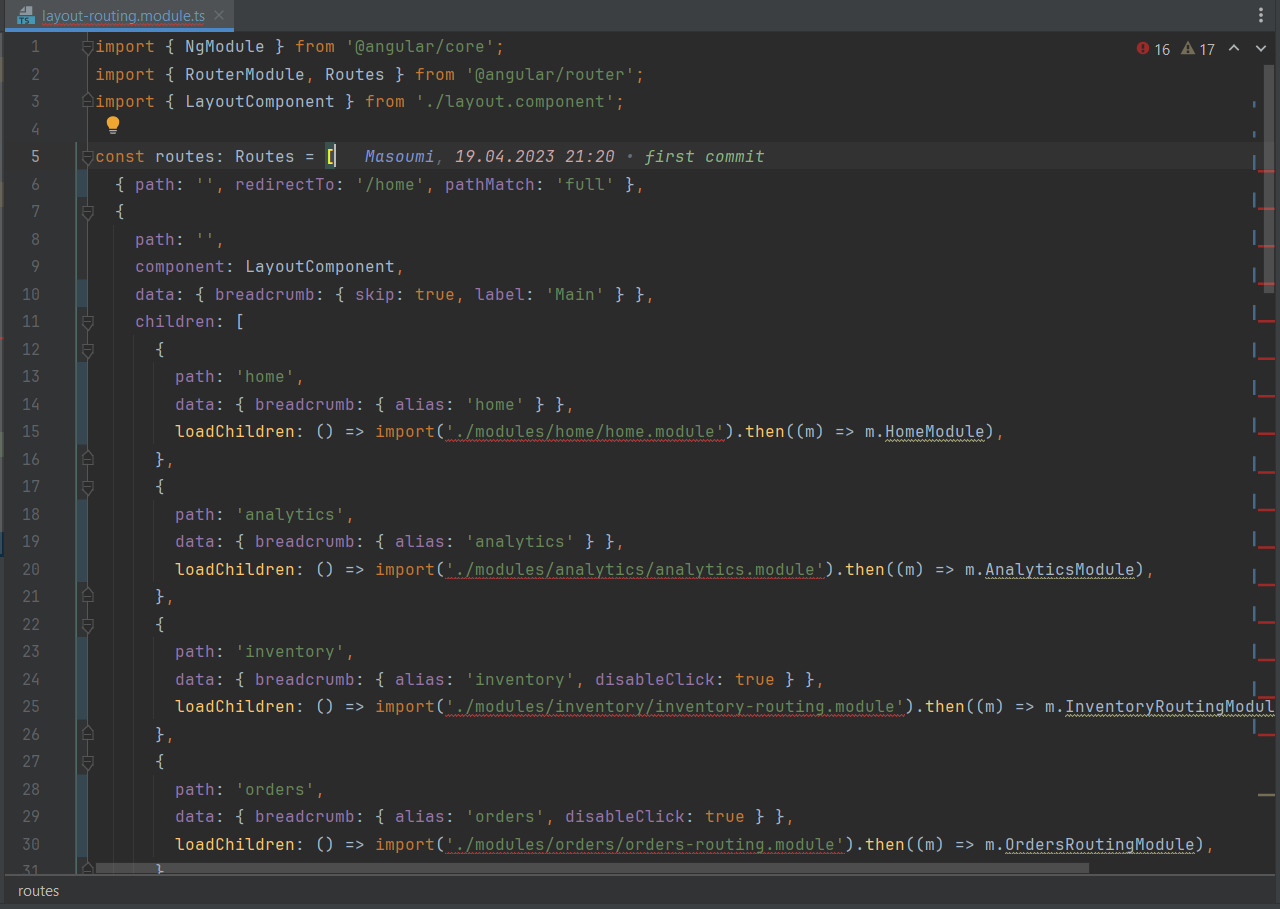 layout-routing.module.ts
16 17
1 import { NgModule } from '@angular/core';
2 import { RouterModule, Routes } from '@angular/router';
3 import { LayoutComponent } from './layout.component';
4
5 const routes: Routes = [ Masoumi, 19.04.2023 21:20 · first commit
6 { path: '', redirectTo: '/home', pathMatch: 'full' },
7 {
8 path: '',
9 component: LayoutComponent,
10 data: { breadcrumb: { skip: true, label: 'Main' } },
11 children: [
12 {
13 path: 'home',
14 data: { breadcrumb: { alias: 'home' } },
15 loadChildren: () => import('./modules/home/home.module').then((m) => m.HomeModule),
16 },
17 {
18 path: 'analytics',
19 data: { breadcrumb: { alias: 'analytics' } },
20 loadChildren: () => import('./modules/analytics/analytics.module').then((m) => m.AnalyticsModule),
21 },
22 {
23 path: 'inventory',
24 data: { breadcrumb: { alias: 'inventory', disableClick: true } },
25 loadChildren: () => import('./modules/inventory/inventory-routing.module').then((m) => m.InventoryRoutingModul
26 },
27 {
28 path: 'orders',
29 data: { breadcrumb: { alias: 'orders', disableClick: true } },
30 loadChildren: () => import('./modules/orders/orders-routing.module').then((m) => m.OrdersRoutingModule),
31 }
routes